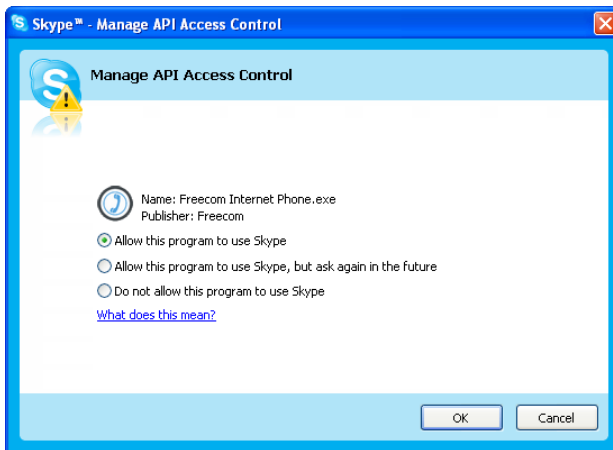 Skype™ - Manage API Access Control
Manage API Access Control
Name: Freecom Internet Phone.exe
Publisher: Freecom
Allow this program to use Skype
Allow this program to use Skype, but ask again in the future
Do not allow this program to use Skype
What does this mean?
OK Cancel